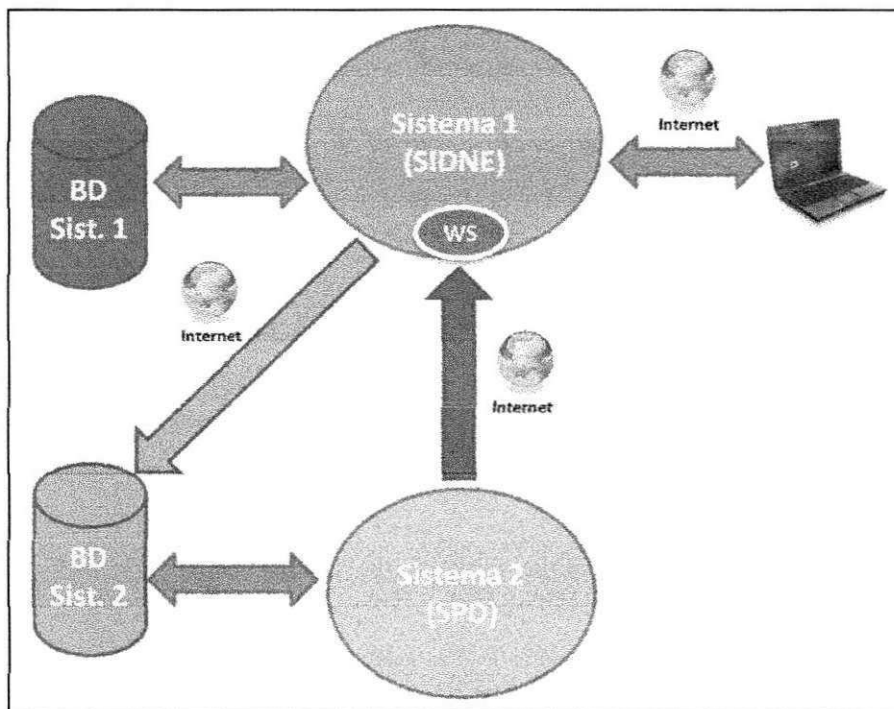 Sistema 1
(SIDNE)
WS
Internet
BD
Sist. 1
Internet
Internet
BD
Sist. 2
Sistema 2
(SPD)